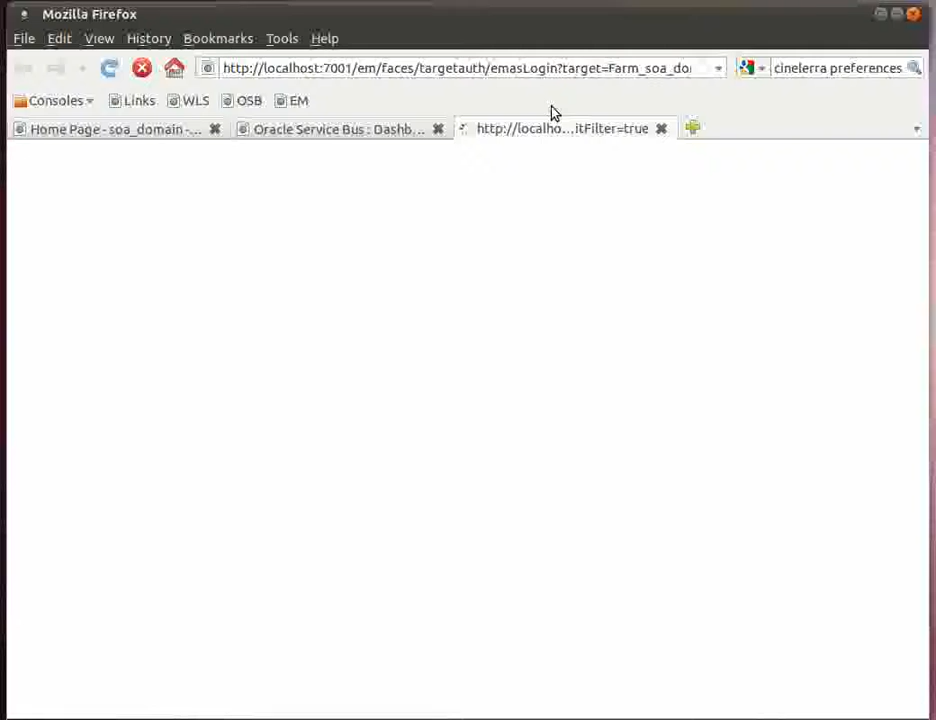 Mozilla Firefox
File Edit View History Bookmarks Tools Help
http://localhost:7001/em/faces/targetauth/emasLogin?target=Farm_soa_do cinelerra preferences
Consoles Links WLS OSB EM
Home Page - soa_domain -... Oracle Service Bus : Dashb... http://localho...itFilter=true